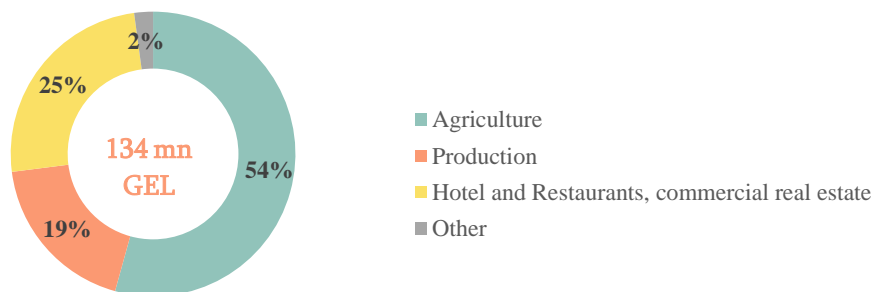 2%
25%
134 mn
GEL
54%
19%
Agriculture
Production
Hotel and Restaurants, commercial real estate
Other